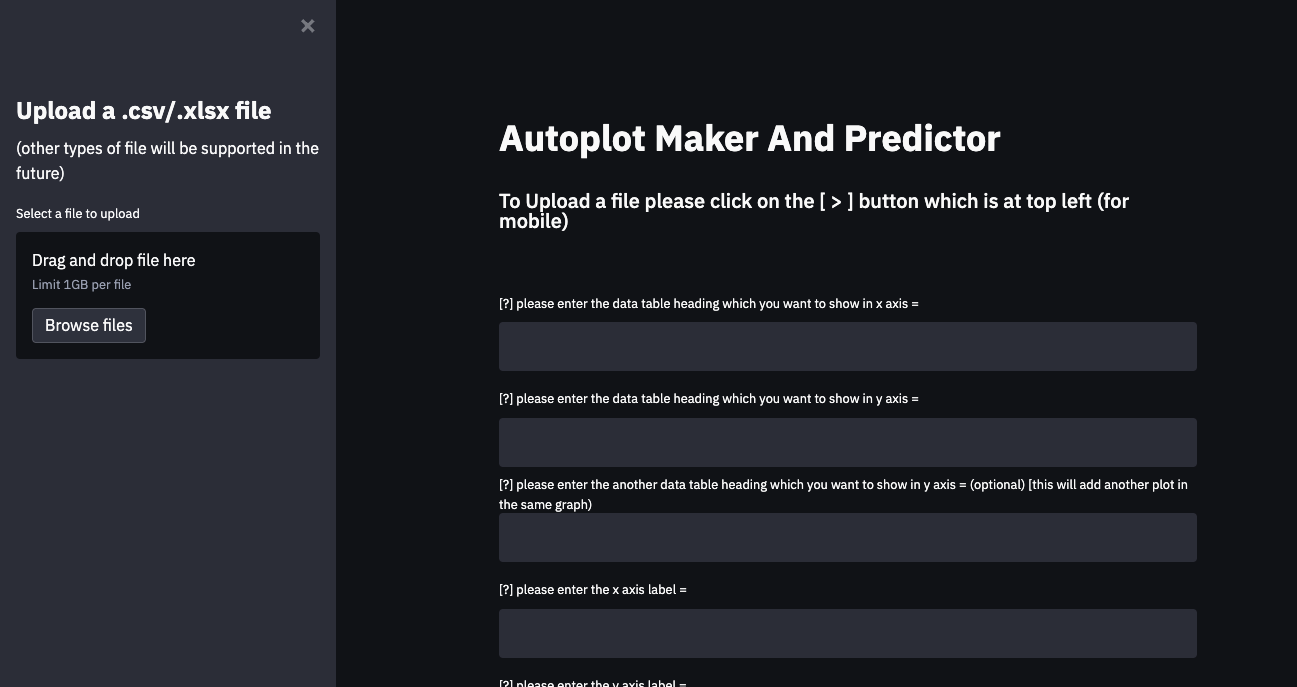 ×
Upload a .csv/.xlsx file
(other types of file will be supported in the
future)
Select a file to upload
Drag and drop file here
Limit 1GB per file
Browse files
Autoplot Maker And Predictor
To Upload a file please click on the [ > ] button which is at top left (for
mobile)
[?] please enter the data table heading which you want to show in x axis =
[?] please enter the data table heading which you want to show in y axis =
[?] please enter the another data table heading which you want to show in y axis = (optional) [this will add another plot in
the same graph)
[?] please enter the x axis label =
[?] please enter the y axis label =